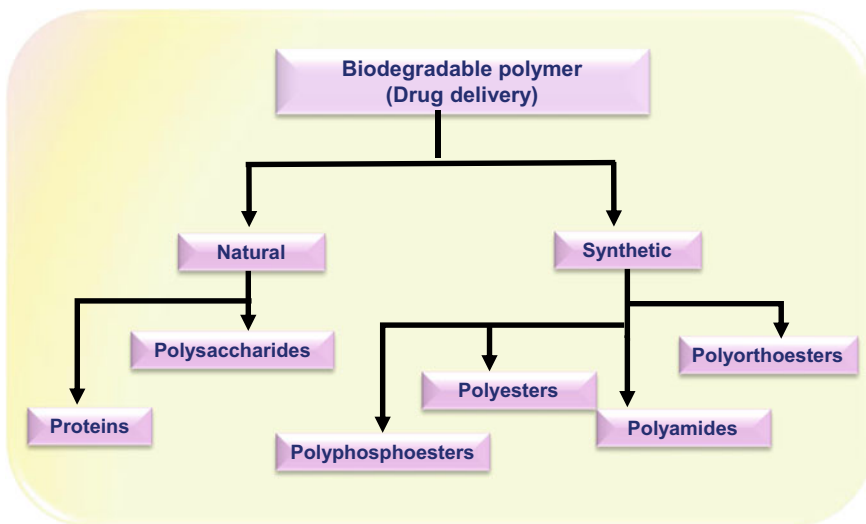 Biodegradable polymer
(Drug delivery)
Natural
Synthetic
Polysaccharides
Polyorthoesters
Polyesters
Proteins
Polyamides
Polyphosphoesters